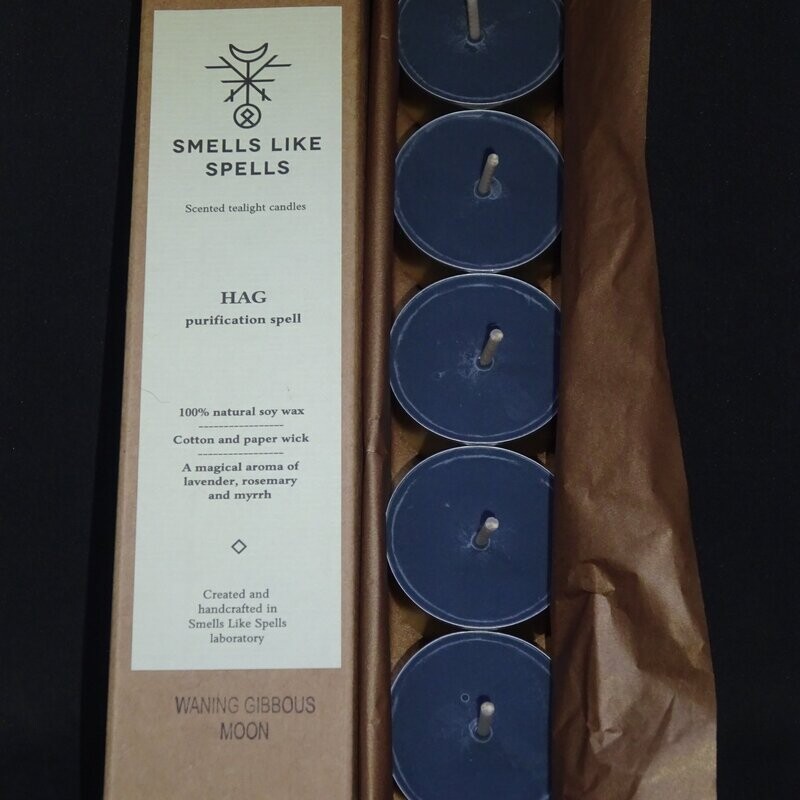 SMELLS LIKE
SPELLS
Scented tealight candles
HAG
purification spell
100% natural soy wax
Cotton and paper wick
A magical aroma of
lavender, rosemary
and myrrh
Created and
handcrafted in
Smells Like Spells
laboratory
WANING GIBBOUS
MOON